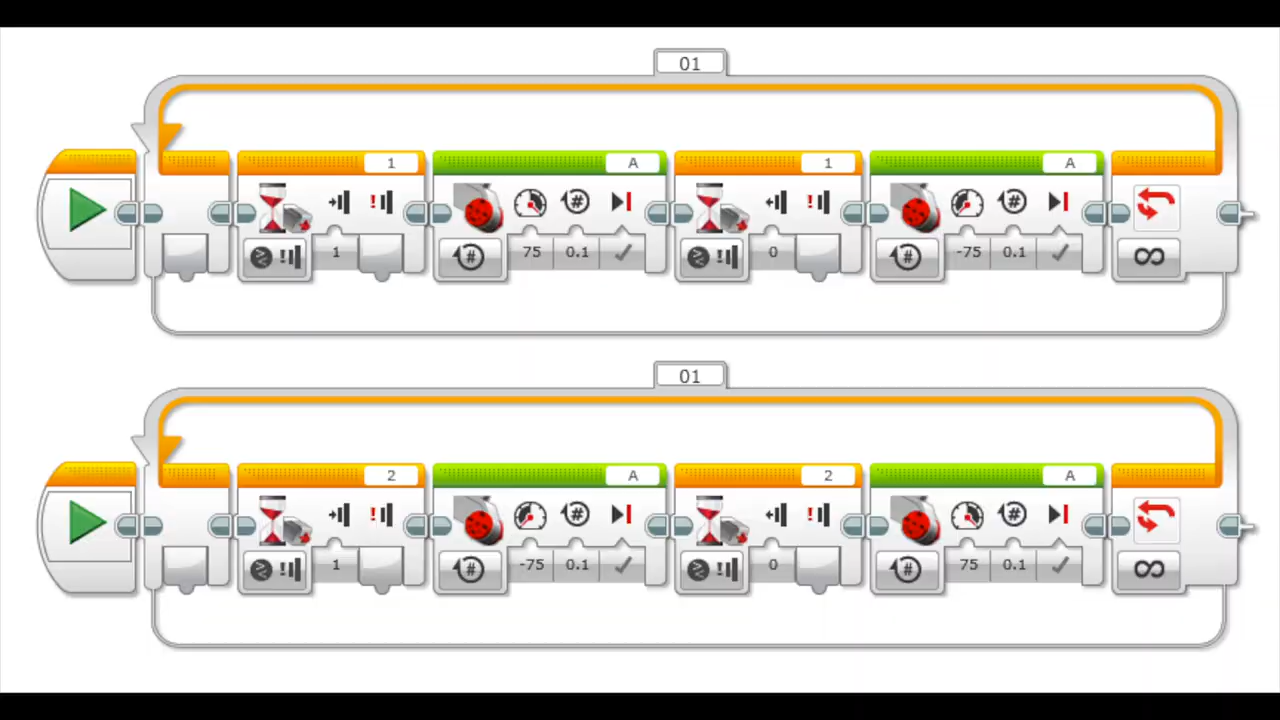 01
1 A 1 A
# # # #
1 75 0.1 0 -75 0.1
01
2 A 2 A
# # # #
1 -75 0.1 0 75 0.1